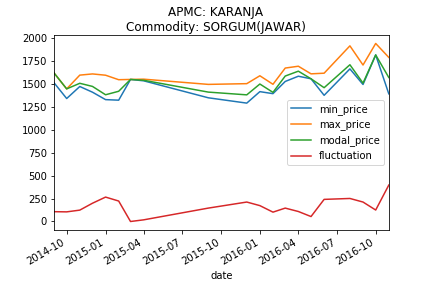 APMC: KARANJA
Commodity: SORGUM(JAWAR)
2000
1750
1500
1250
1000
750
500
250
0
min_price
max_price
modal_price
fluctuation
2014-10
2015-01
2015-04
2015-07
2015-10
2016-01
2016-04
2016-07
2016-10
date